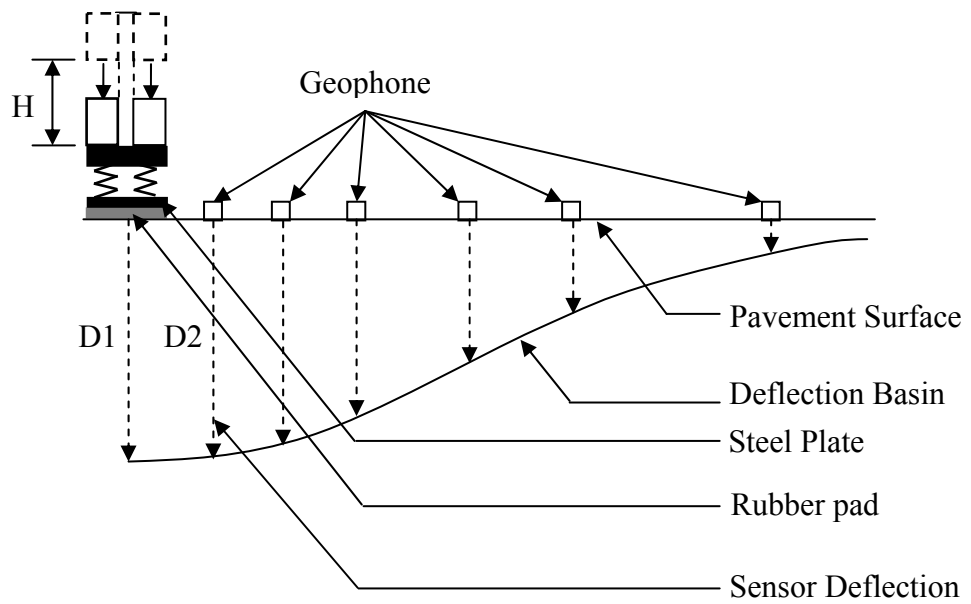 Geophone
H
D1
D2
Pavement Surface
Deflection Basin
Steel Plate
Rubber pad
Sensor Deflection